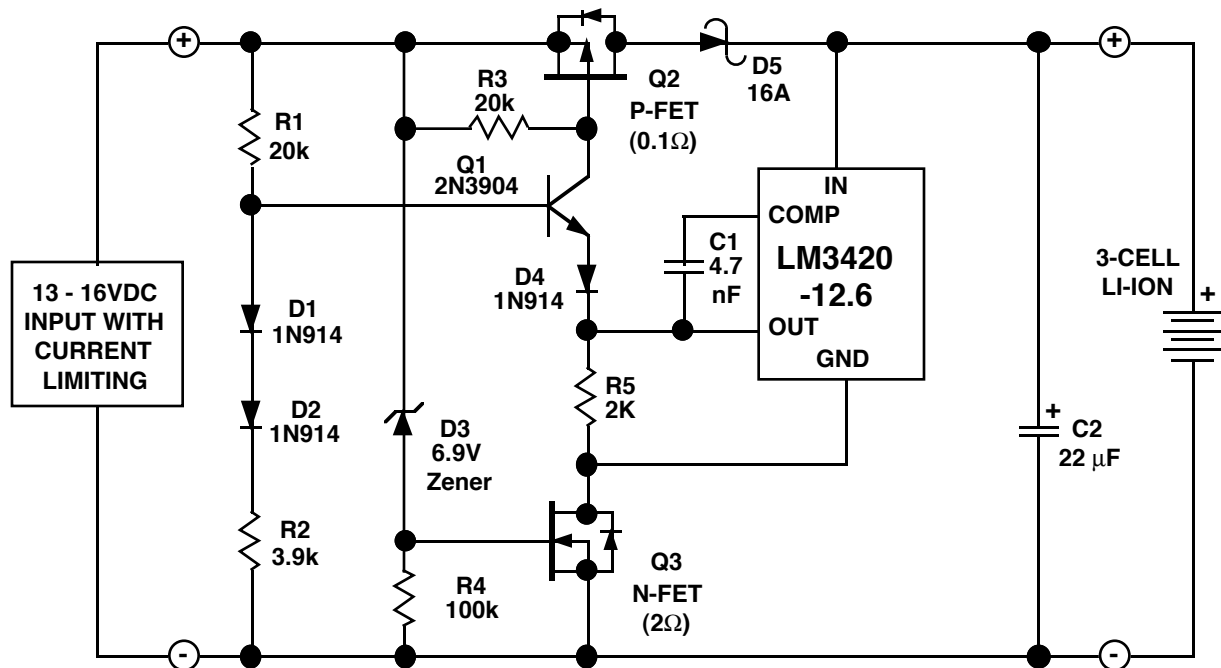 +
+
13 - 16VDC
INPUT WITH
CURRENT
LIMITING
-
R1
20k
D1
1N914
D2
1N914
R2
3.9k
R3
20k
Q1
2N3904
D3
6.9V
Zener
R4
100k
Q2
P-FET
(0.1Ω)
D5
16A
D4
1N914
C1
4.7
nF
IN
COMP
LM3420
-12.6
OUT
GND
R5
2K
Q3
N-FET
(2Ω)
3-CELL
LI-ION
+
+
C2
22 μF
-